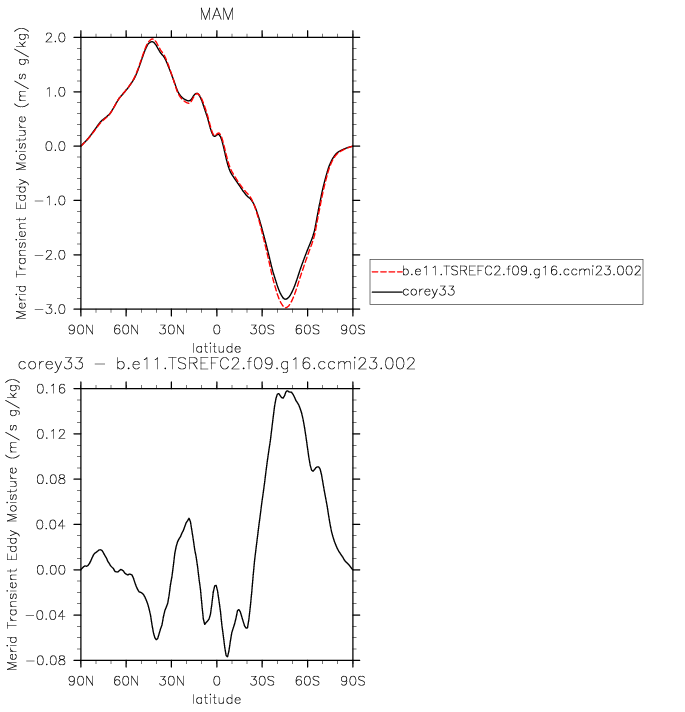 MAM
Merid Transient Eddy Moisture (m/s g/kg)
2.0
1.0
0.0
−1.0
−2.0
−3.0
90N 60N 30N 0 30S 60S 90S
latitude
b.e11.TSREFC2.f09.g16.ccmi23.002
corey33
corey33 − b.e11.TSREFC2.f09.g16.ccmi23.002
Merid Transient Eddy Moisture (m/s g/kg)
0.16
0.12
0.08
0.04
0.00
−0.04
−0.08
90N 60N 30N 0 30S 60S 90S
latitude